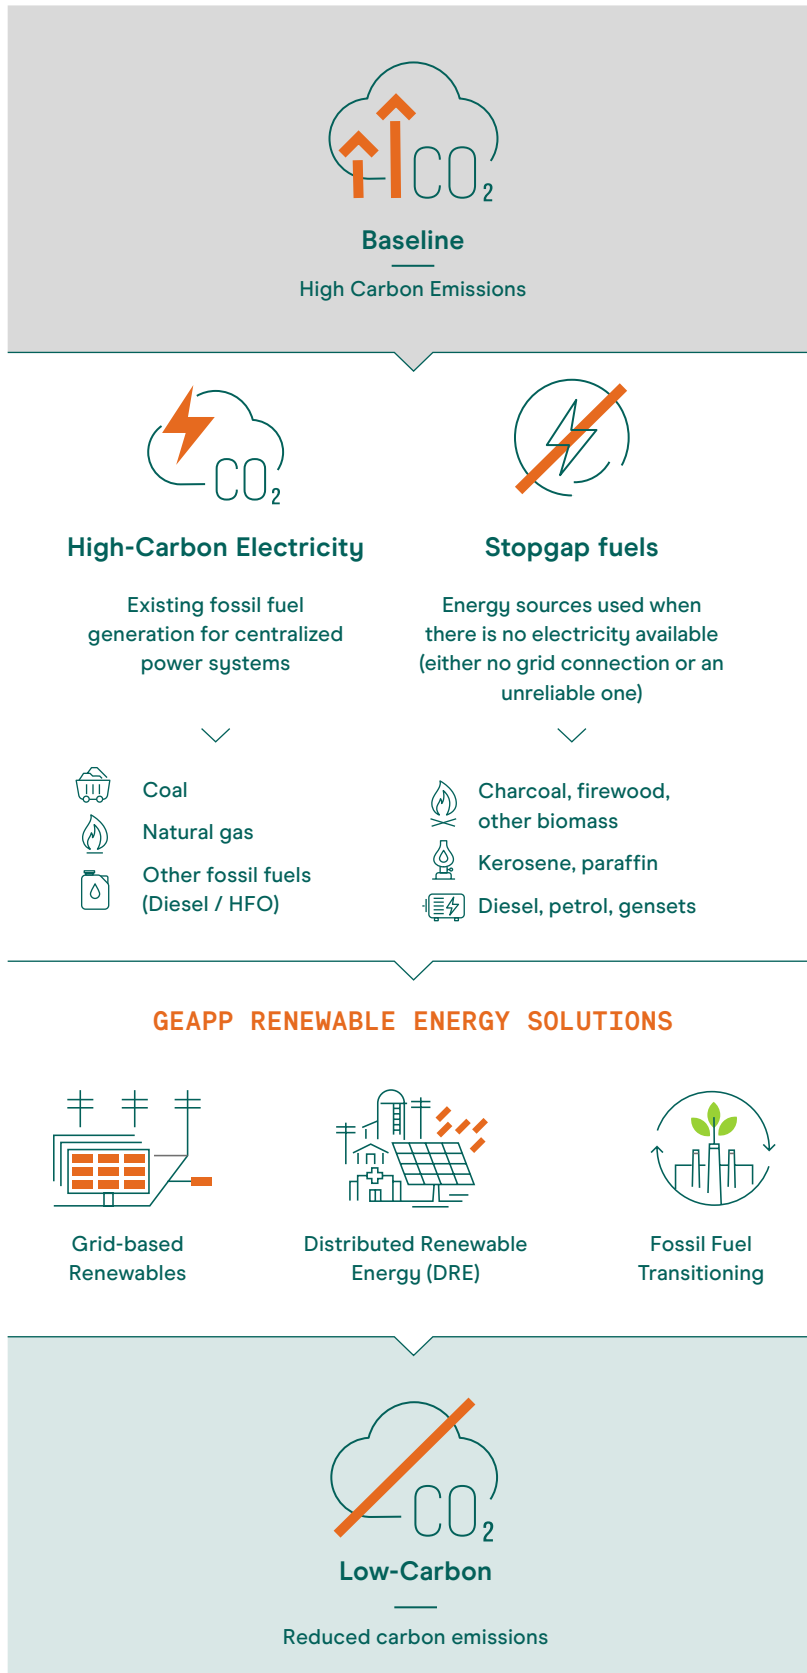 CO2
Baseline
High Carbon Emissions
CO2
High-Carbon Electricity
Existing fossil fuel
generation for centralized
power systems
Coal
Natural gas
Other fossil fuels
(Diesel / HFO)
Stopgap fuels
Energy sources used when
there is no electricity available
(either no grid connection or an
unreliable one)
Charcoal, firewood,
other biomass
Kerosene, paraffin
Diesel, petrol, gensets
GEAPP RENEWABLE ENERGY SOLUTIONS
Grid-based
Renewables
Distributed Renewable
Energy (DRE)
Fossil Fuel
Transitioning
CO2
Low-Carbon
Reduced carbon emissions